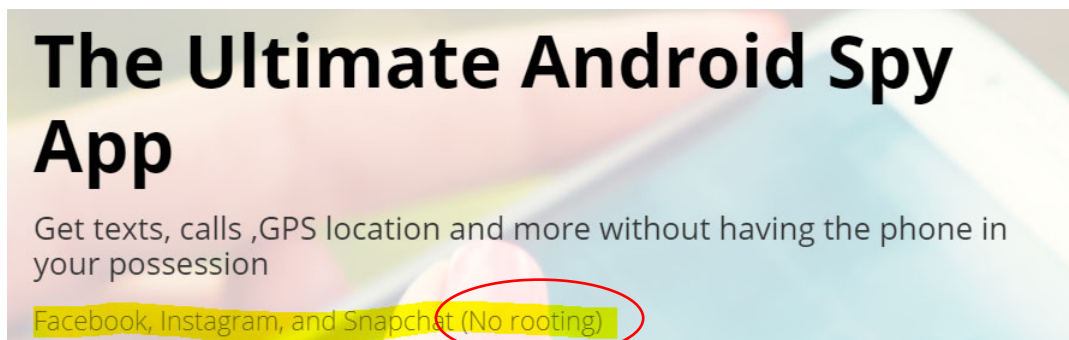 The Ultimate Android Spy
App
Get texts, calls ,GPS location and more without having the phone in
your possession
Facebook, Instagram, and Snapchat (No rooting)